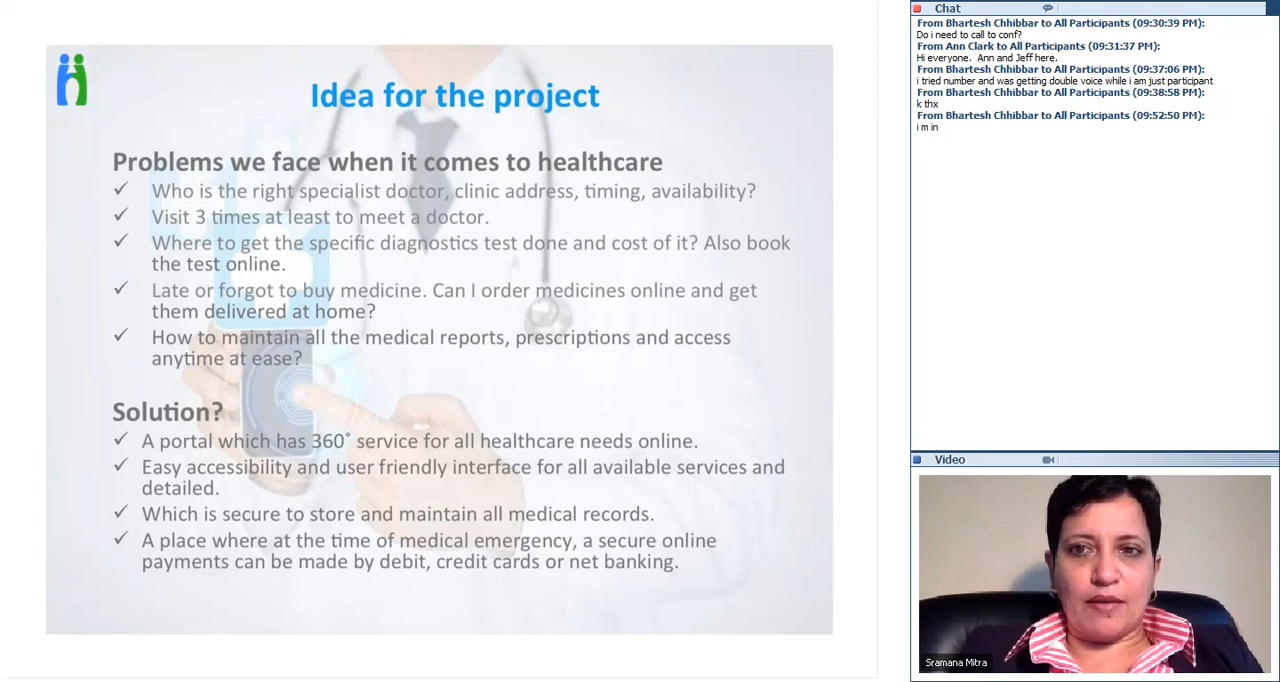 Idea for the project
Problems we face when it comes to healthcare
✓ Who is the right specialist doctor, clinic address, timing, availability?
✓ Visit 3 times at least to meet a doctor.
✓ Where to get the specific diagnostics test done and cost of it? Also book
the test online.
✓ Late or forgot to buy medicine. Can I order medicines online and get
them delivered at home?
✓ How to maintain all the medical reports, prescriptions and access
anytime at ease?
Solution?
✓ A portal which has 360° service for all healthcare needs online.
✓ Easy accessibility and user friendly interface for all available services and
detailed.
✓ Which is secure to store and maintain all medical records.
✓ A place where at the time of medical emergency, a secure online
payments can be made by debit, credit cards or net banking.
Chat
From Bhartesh Chhibbar to All Participants (09:30:39 PM):
Do i need to call to conf?
From Ann Clark to All Participants (09:31:37 PM):
Hi everyone. Ann and Jeff here.
From Bhartesh Chhibbar to All Participants (09:37:06 PM):
i tried number and was getting double voice while i am just participant
From Bhartesh Chhibbar to All Participants (09:38:58 PM):
k thx
From Bhartesh Chhibbar to All Participants (09:52:50 PM):
i m in
Video
Sramana Mitra